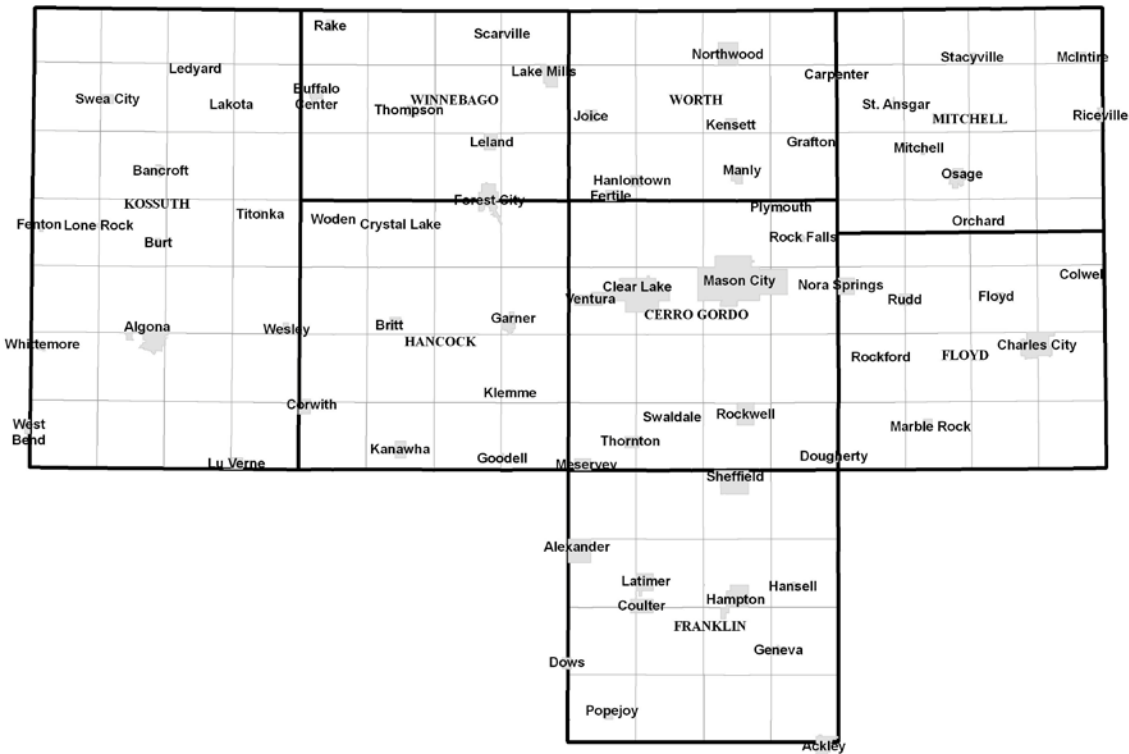 Rake
Scarville
Northwood
Stacyville
McIntire
Ledyard
Lake Mills
Carpenter
Swea City
Lakota
Buffalo
Center
Thompson
WINNEBAGO
WORTH
St. Ansgar
MITCHELL
Riceville
Joice
Kensett
Leland
Grafton
Mitchell
Bancroft
Hanlontown
Manly
Osage
KOSSUTH
Forest City
Fertile
Plymouth
Fenton
Lone Rock
Titonka
Woden
Crystal Lake
Orchard
Burt
Rock Falls
Clear Lake
Mason City
Nora Springs
Colwel
Ventura
Rudd
Floyd
CERRO GORDO
Algona
Wesley
Britt
Garner
Whittemore
HANCOCK
Rockford
FLOYD
Charles City
Klemme
Corwith
Swaldale
Rockwell
West
Bend
Marble Rock
Kanawha
Thornton
Lu Verne
Goodell
Meservey
Dougherty
Sheffield
Alexander
Latimer
Hansell
Coulter
Hampton
FRANKLIN
Geneva
Dows
Popejoy
Ackley